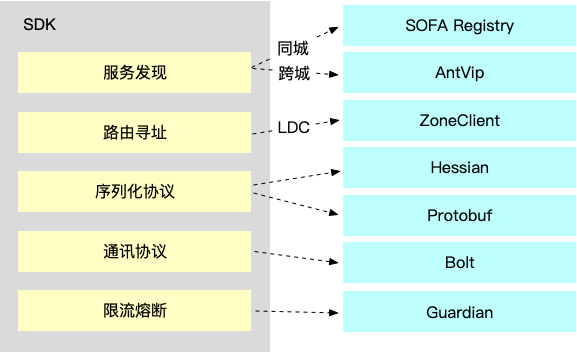 SDK
服务发现
同城
SOFA Registry
跨城
AntVip
路由寻址
LDC
ZoneClient
序列化协议
Hessian
Protobuf
通讯协议
Bolt
限流熔断
Guardian